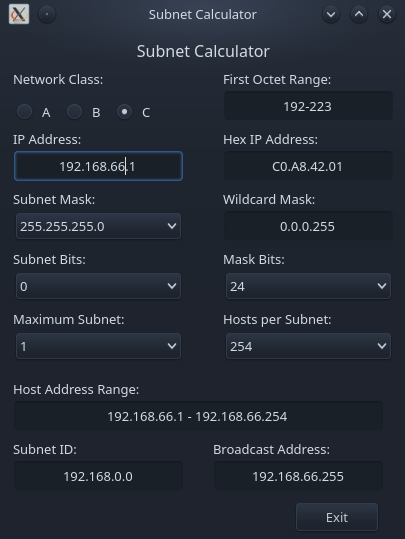 Subnet Calculator
Subnet Calculator
Network Class: First Octet Range:
A B C 192-223
IP Address: Hex IP Address:
192.168.66.1 C0.A8.42.01
Subnet Mask: Wildcard Mask:
255.255.255.0 0.0.0.255
Subnet Bits: Mask Bits:
0 24
Maximum Subnet: Hosts per Subnet:
1 254
Host Address Range:
192.168.66.1 - 192.168.66.254
Subnet ID: Broadcast Address:
192.168.0.0 192.168.66.255
Exit